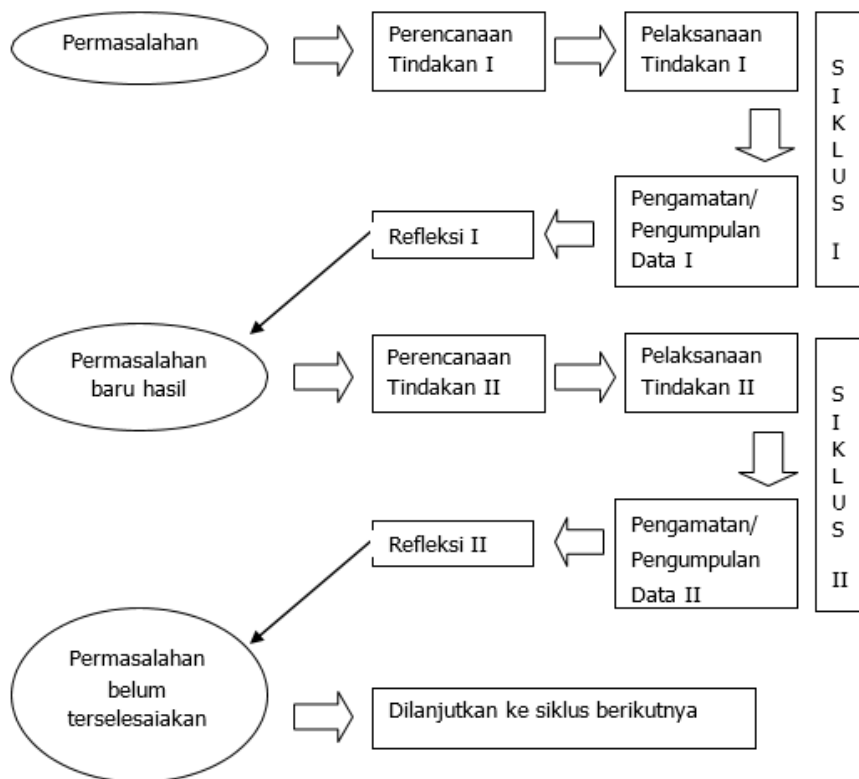 Permasalahan
Perencanaan
Tindakan I
Pelaksanaan
Tindakan I
S
I
K
L
U
S
I
Pengamatan/
Pengumpulan
Data I
Refleksi I
Permasalahan
baru hasil
Perencanaan
Tindakan II
Pelaksanaan
Tindakan II
S
I
K
L
U
S
II
Pengamatan/
Pengumpulan
Data II
Refleksi II
Permasalahan
belum
terselesaiakan
Dilanjutkan ke siklus berikutnya